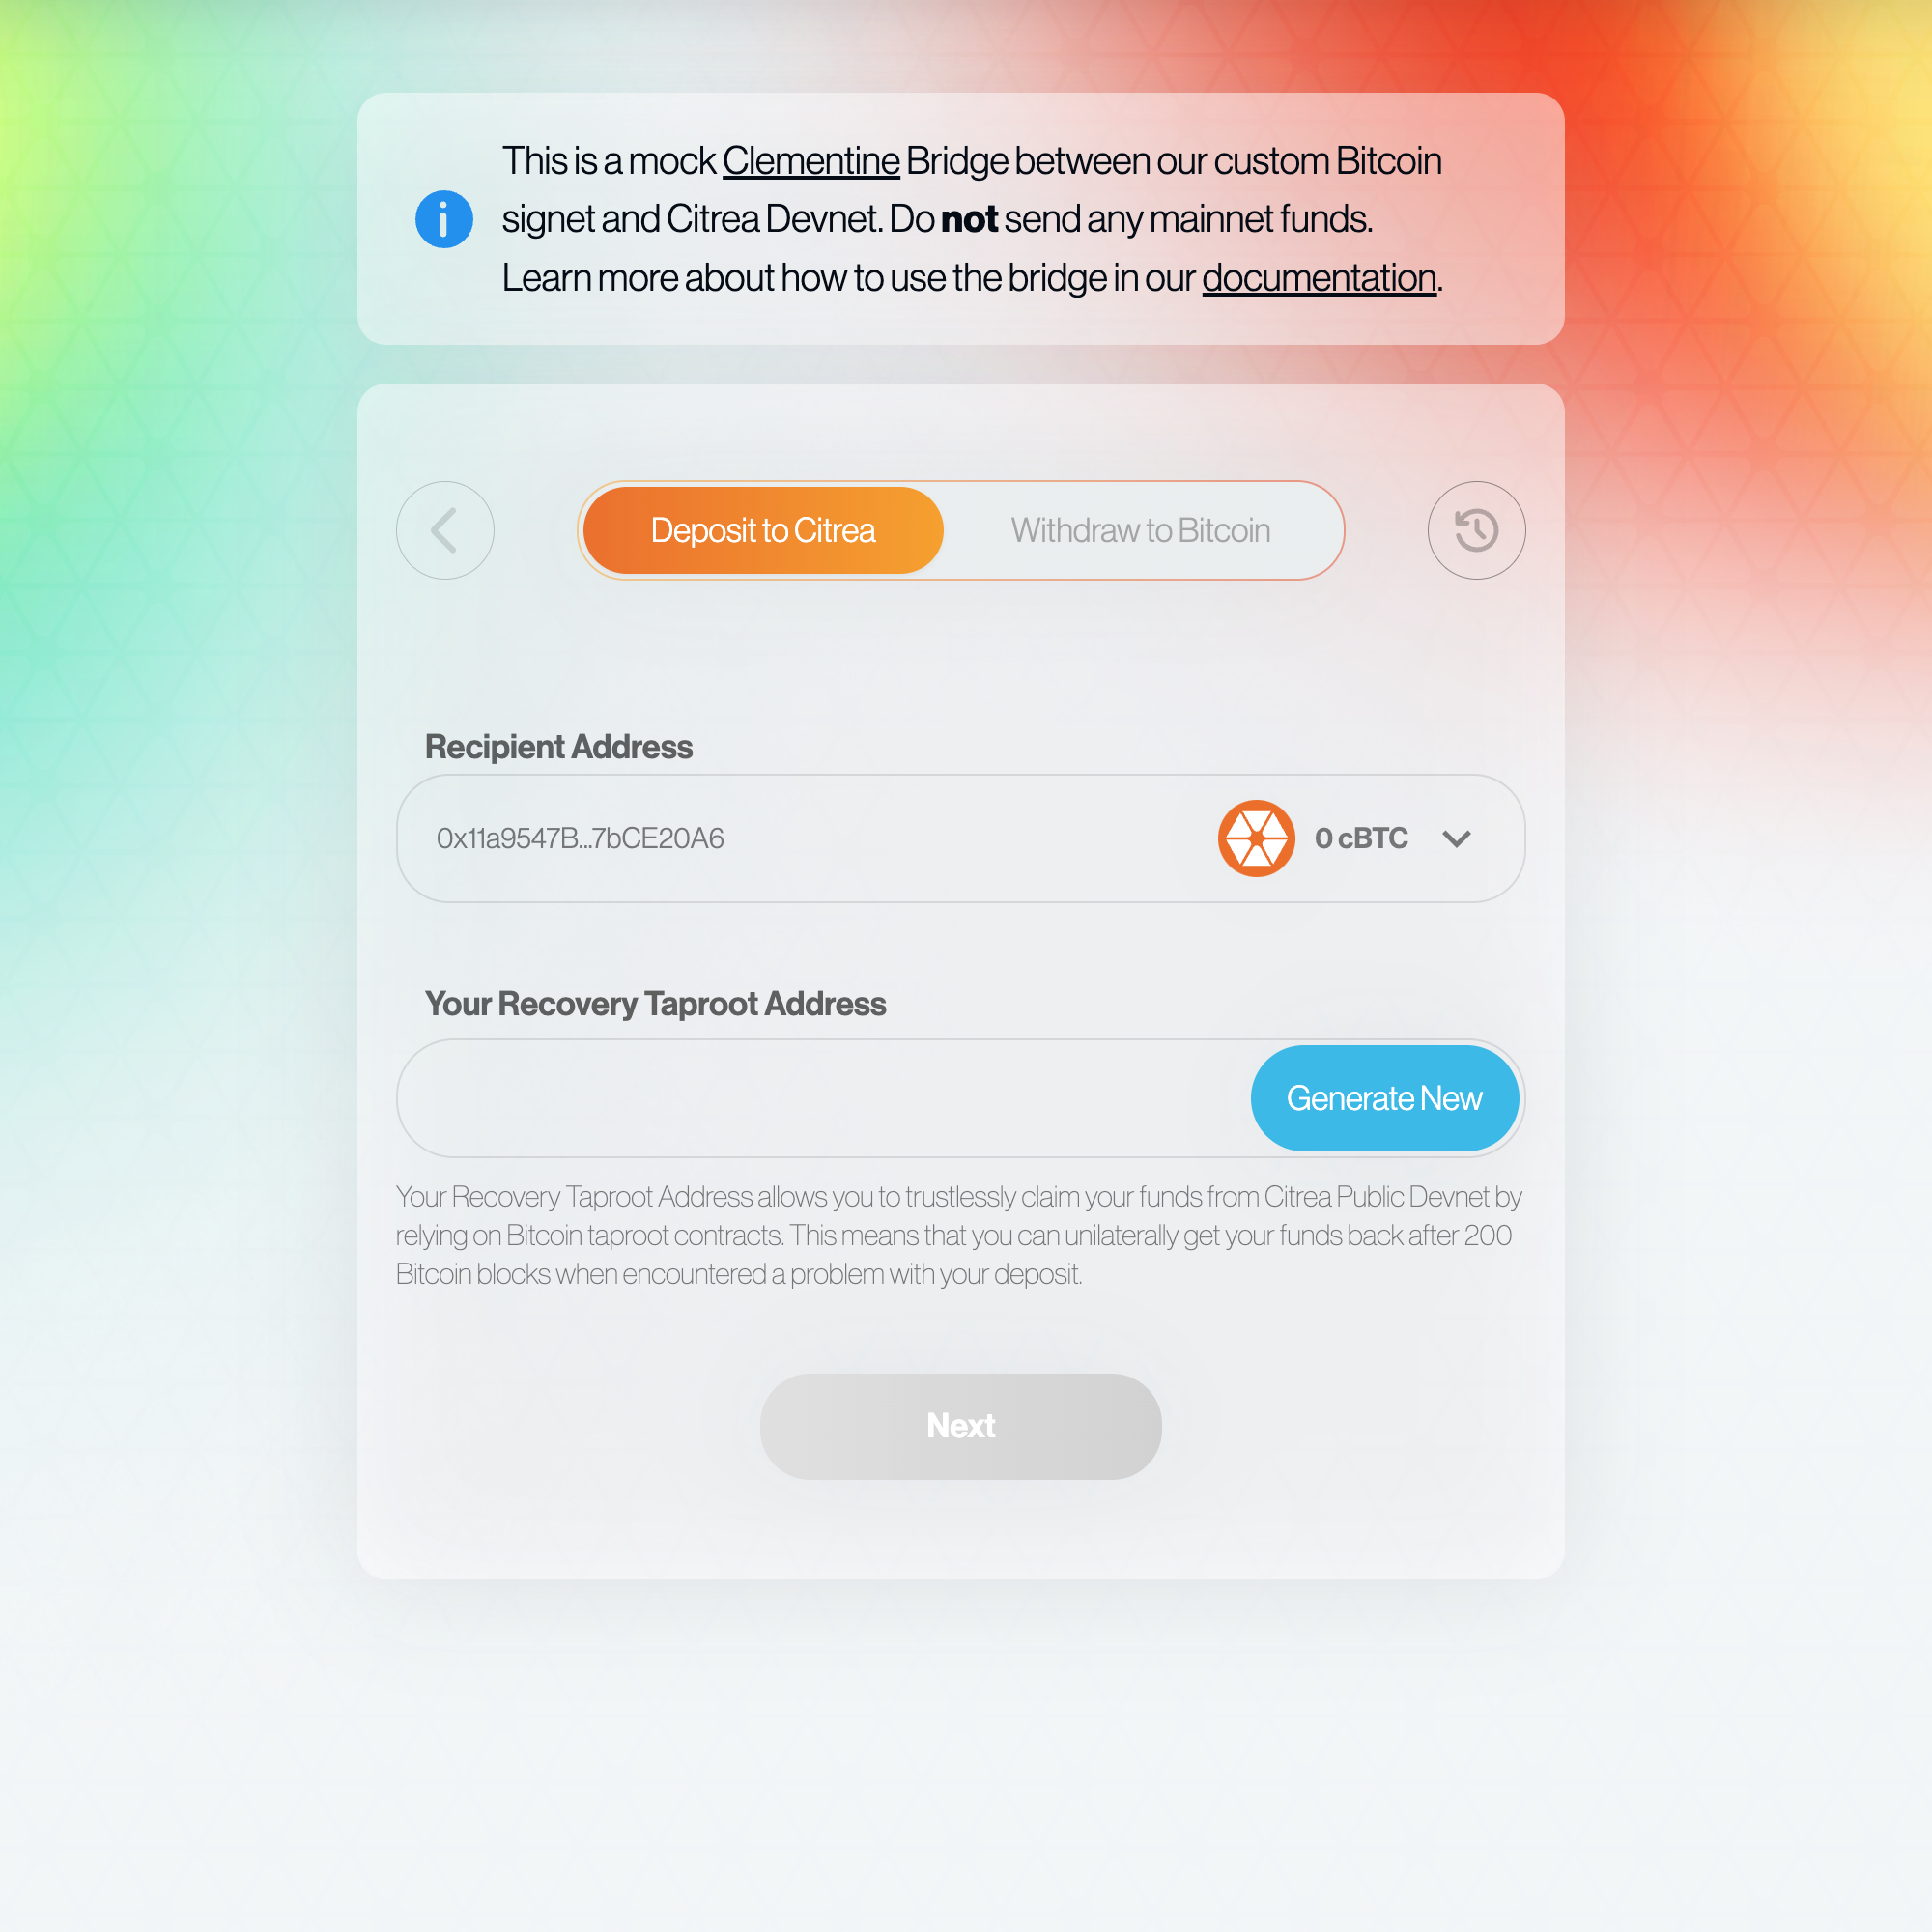 This is a mock Clementine Bridge between our custom Bitcoin
signet and Citrea Devnet. Do not send any mainnet funds.
Learn more about how to use the bridge in our documentation.
Deposit to Citrea
Withdraw to Bitcoin
Recipient Address
0x11a9547B...7bCE20A6
0 cBTC
Your Recovery Taproot Address
Generate New
Your Recovery Taproot Address allows you to trustlessly claim your funds from Citrea Public Devnet by
relying on Bitcoin taproot contracts. This means that you can unilaterally get your funds back after 200
Bitcoin blocks when encountered a problem with your deposit.
Next